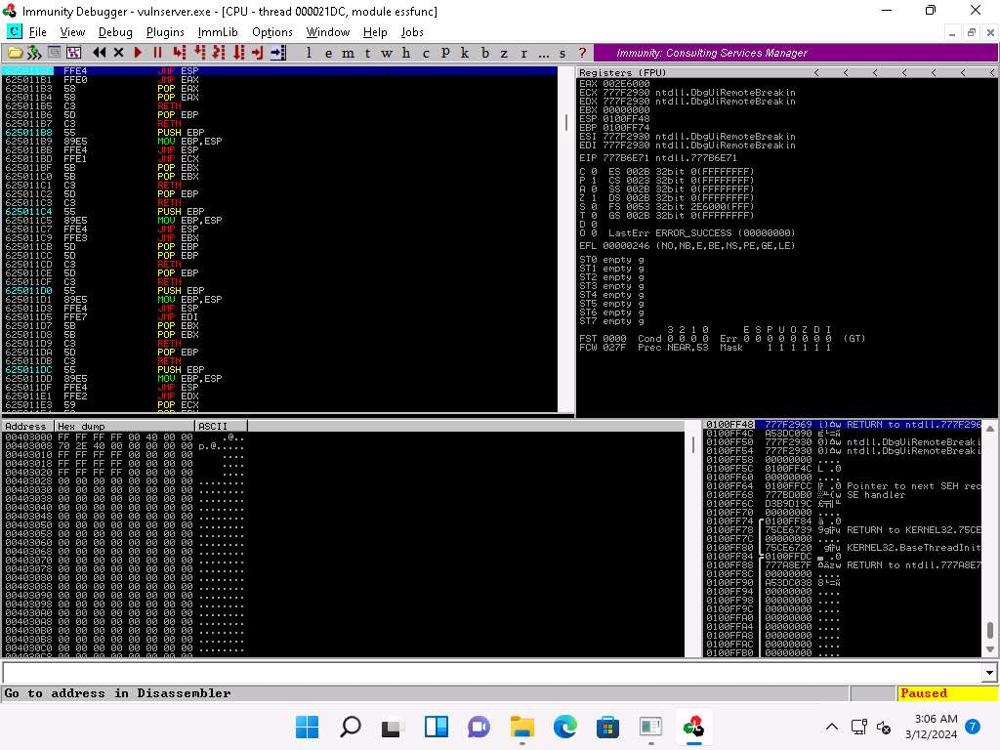 Immunity Debugger - vulnserver.exe - [CPU - thread 000021DC, module essfunc]
C File View Debug Plugins ImmLib Options Window Help Jobs
l e m t w h c P k b z r ... s ?
Immunity: Consulting Services Manager
FFE4 JMP ESP
625011B1 FFE0 JMP EAX
625011B3 58 POP EAX
625011B4 58 POP EAX
625011B5 C3 RETN
625011B6 5D POP EBP
625011B7 C3 RETN
625011B8 55 PUSH EBP
625011B9 89E5 MOV EBP,ESP
625011BB FFE4 JMP ESP
625011BD FFE1 JMP ECX
625011BF 5B POP EBX
625011C0 5B POP EBX
625011C1 C3 RETN
625011C2 5D POP EBP
625011C3 C3 RETN
625011C4 55 PUSH EBP
625011C5 89E5 MOV EBP,ESP
625011C7 FFE4 JMP ESP
625011C9 FFE3 JMP EBX
625011CB 5D POP EBP
625011CC 5D POP EBP
625011CD C3 RETN
625011CE 5D POP EBP
625011CF C3 RETN
625011D0 55 PUSH EBP
625011D1 89E5 MOV EBP,ESP
625011D3 FFE4 JMP ESP
625011D5 FFE7 JMP EDI
625011D7 5B POP EBX
625011D8 5B POP EBX
625011D9 C3 RETN
625011DA 5D POP EBP
625011DB C3 RETN
625011DC 55 PUSH EBP
625011DD 89E5 MOV EBP,ESP
625011DF FFE4 JMP ESP
625011E1 FFE2 JMP EDX
625011E3 59 POP ECX
Registers (FPU) < < < < < < <
EAX 002E6000
ECX 777F2930 ntdll.DbgUiRemoteBreakin
EDX 777F2930 ntdll.DbgUiRemoteBreakin
EBX 00000000
ESP 0100FF48
EBP 0100FF74
ESI 777F2930 ntdll.DbgUiRemoteBreakin
EDI 777F2930 ntdll.DbgUiRemoteBreakin
EIP 777B6E71 ntdll.777B6E71
C 0 ES 002B 32bit 0(FFFFFFFF)
P 1 CS 0023 32bit 0(FFFFFFFF)
A 0 SS 002B 32bit 0(FFFFFFFF)
Z 1 DS 002B 32bit 0(FFFFFFFF)
S 0 FS 0053 32bit 2E6000(FFF)
T 0 GS 002B 32bit 0(FFFFFFFF)
D 0
O 0 LastErr ERROR_SUCCESS (00000000)
EFL 00000246 (NO,NB,E,BE,NS,PE,GE,LE)
ST0 empty g
ST1 empty g
ST2 empty g
ST3 empty g
ST4 empty g
ST5 empty g
ST6 empty g
ST7 empty g
3 2 1 0 E S P U O Z D I
FST 0000 Cond 0 0 0 0 Err 0 0 0 0 0 0 0 0 (GT)
FCW 027F Prec NEAR,53 Mask 1 1 1 1 1 1
Address Hex dump ASCII
00403000 FF FF FF FF 00 40 00 00 .@..
00403008 70 2E 40 00 00 00 00 00 p.@.....
00403010 FF FF FF FF 00 00 00 00 ....
00403018 FF FF FF FF 00 00 00 00 ....
00403020 FF FF FF FF 00 00 00 00 ....
00403028 00 00 00 00 00 00 00 00 ........
00403030 00 00 00 00 00 00 00 00 ........
00403038 00 00 00 00 00 00 00 00 ........
00403040 00 00 00 00 00 00 00 00 ........
00403048 00 00 00 00 00 00 00 00 ........
00403050 00 00 00 00 00 00 00 00 ........
00403058 00 00 00 00 00 00 00 00 ........
00403060 00 00 00 00 00 00 00 00 ........
00403068 00 00 00 00 00 00 00 00 ........
00403070 00 00 00 00 00 00 00 00 ........
00403078 00 00 00 00 00 00 00 00 ........
00403080 00 00 00 00 00 00 00 00 ........
00403088 00 00 00 00 00 00 00 00 ........
00403090 00 00 00 00 00 00 00 00 ........
00403098 00 00 00 00 00 00 00 00 ........
004030A0 00 00 00 00 00 00 00 00 ........
004030A8 00 00 00 00 00 00 00 00 ........
004030B0 00 00 00 00 00 00 00 00 ........
004030B8 00 00 00 00 00 00 00 00 ........
004030C0 00 00 00 00 00 00 00 00 ........
0100FF48 777F2969 RETURN to ntdll.777F296
0100FF4C A53DC090
0100FF50 777F2930 ntdll.DbgUiRemoteBreaki
0100FF54 777F2930 ntdll.DbgUiRemoteBreaki
0100FF58 00000000 ....
0100FF5C 0100FF4C
0100FF60 00000000 ....
0100FF64 0100FFCC Pointer to next SEH rec
0100FF68 777BD0B0 SE handler
0100FF6C D3B9D19C
0100FF70 00000000 ....
0100FF74 0100FF84
0100FF78 75CE6739 RETURN to KERNEL32.75CE
0100FF7C 00000000 ....
0100FF80 75CE6720 KERNEL32.BaseThreadInit
0100FF84 0100FFDC
0100FF88 777A8E7F RETURN to ntdll.777A8E7
0100FF8C 00000000 ....
0100FF90 A53DC038
0100FF94 00000000 ....
0100FF98 00000000 ....
0100FF9C 00000000 ....
0100FFA0 00000000 ....
0100FFA4 00000000 ....
0100FFA8 00000000 ....
0100FFAC 00000000 ....
0100FFB0 00000000 ....
Go to address in Disassembler
Paused
3:06 AM
3/12/2024
7